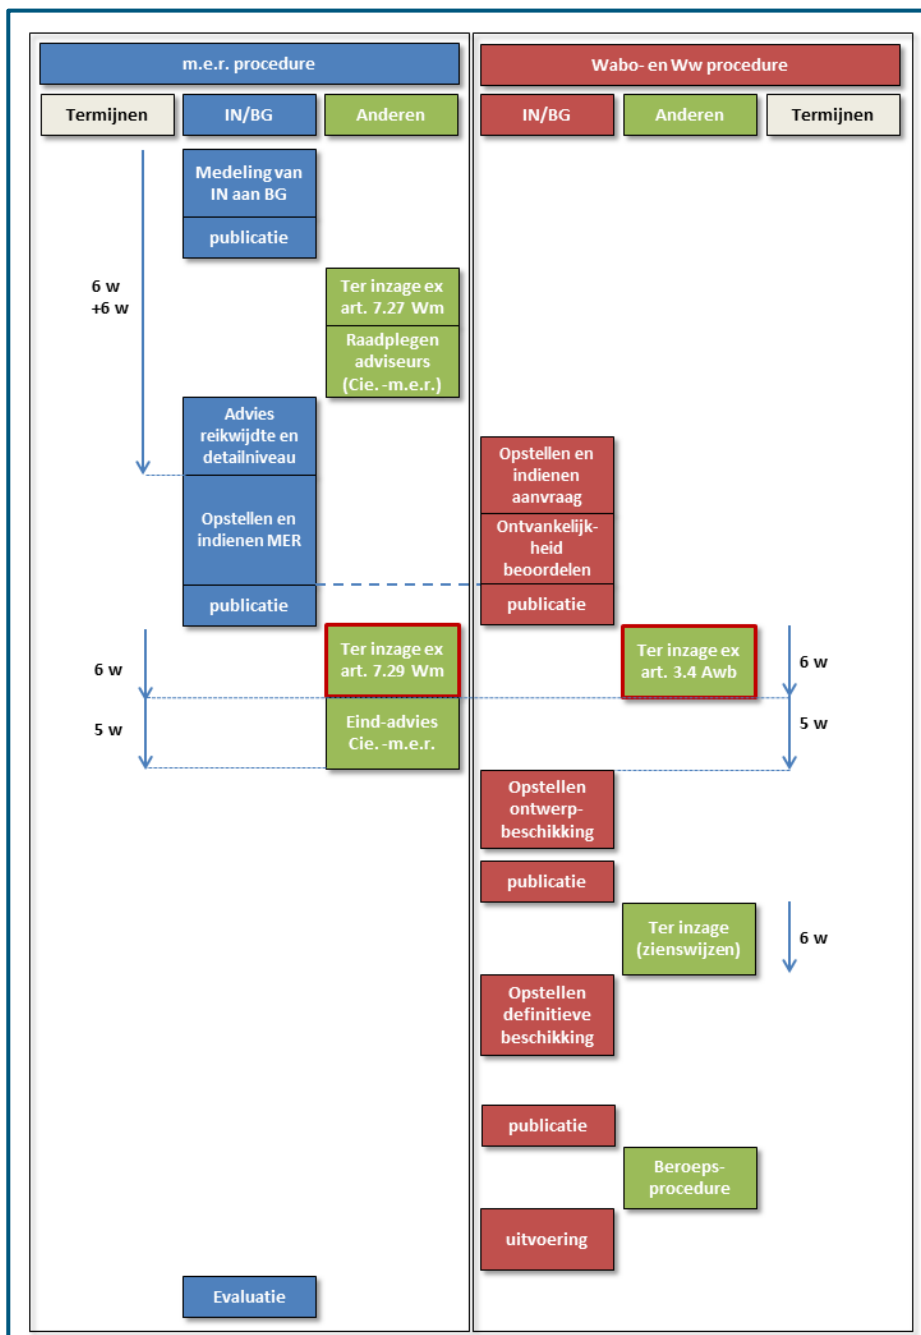 m.e.r. procedure
Wabo- en Ww procedure
Termijnen
IN/BG
Anderen
IN/BG
Anderen
Termijnen
Medeling van
IN aan BG
publicatie
6 w
+6 w
Ter inzage ex
art. 7.27 Wm
Raadplegen
adviseurs
(Cie. -m.e.r.)
Advies
reikwijdte en
detailniveau
Opstellen en
indienen
aanvraag
Opstellen en
indienen MER
Ontvankelijk-
heid
beoordelen
publicatie
publicatie
6 w
Ter inzage ex
art. 7.29 Wm
Ter inzage ex
art. 3.4 Awb
6 w
5 w
Eind-advies
Cie. -m.e.r.
5 w
Opstellen
ontwerp-
beschikking
publicatie
Ter inzage
(zienswijzen)
6 w
Opstellen
definitieve
beschikking
publicatie
Beroeps-
procedure
uitvoering
Evaluatie